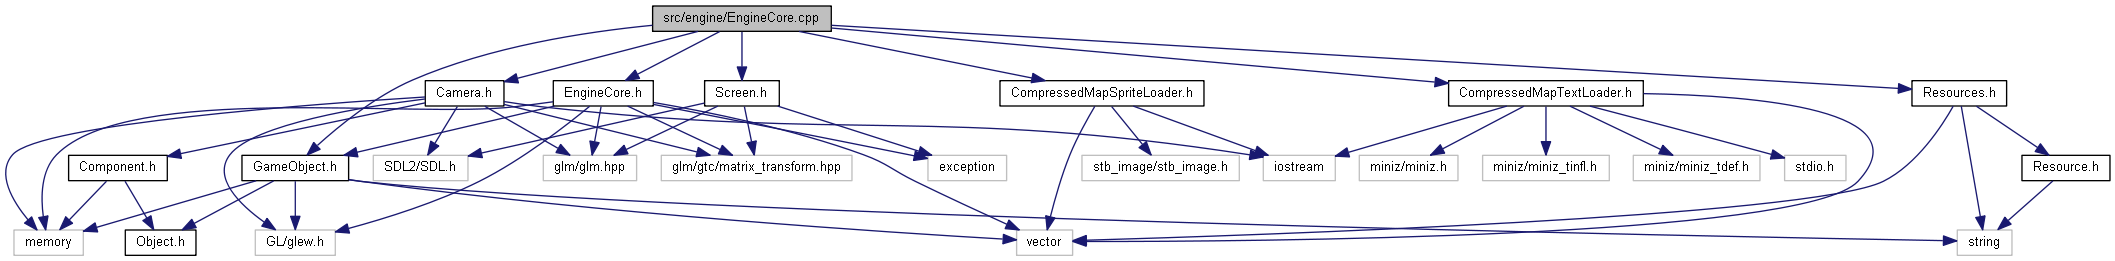 src/engine/EngineCore.cpp
Camera.h
EngineCore.h
Screen.h
CompressedMapSpriteLoader.h
CompressedMapTextLoader.h
Resources.h
Component.h
GameObject.h
SDL2/SDL.h
glm/glm.hpp
glm/gtc/matrix_transform.hpp
exception
stb_image/stb_image.h
iostream
miniz/miniz.h
miniz/miniz_tinfl.h
miniz/miniz_tdef.h
stdio.h
Resource.h
memory
Object.h
GL/glew.h
vector
string